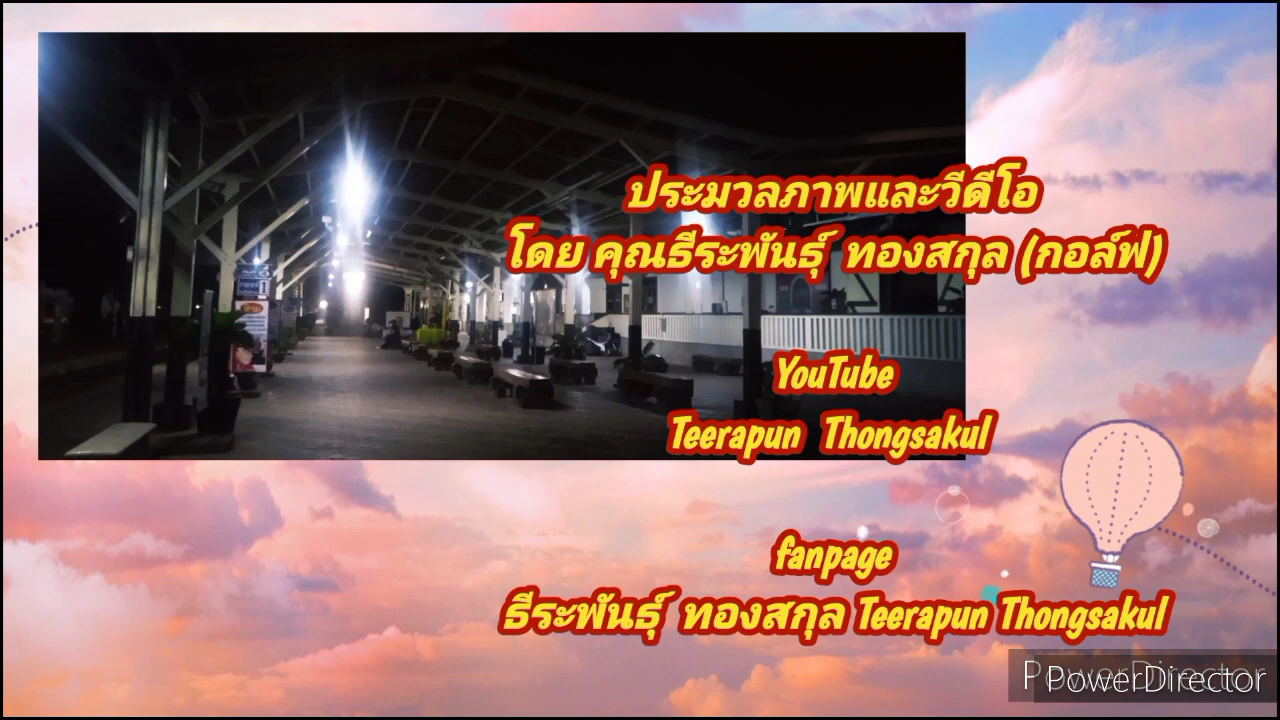 ประมวลภาพและวีดีโอ
โดย คุณธีระพันธุ์ ทองสกุล (กอล์ฟ)
YouTube
Teerapun Thongsakul
fanpage
ธีระพันธุ์ ทองสกุล Teerapun Thongsakul
PowerDirector
PowerDirector